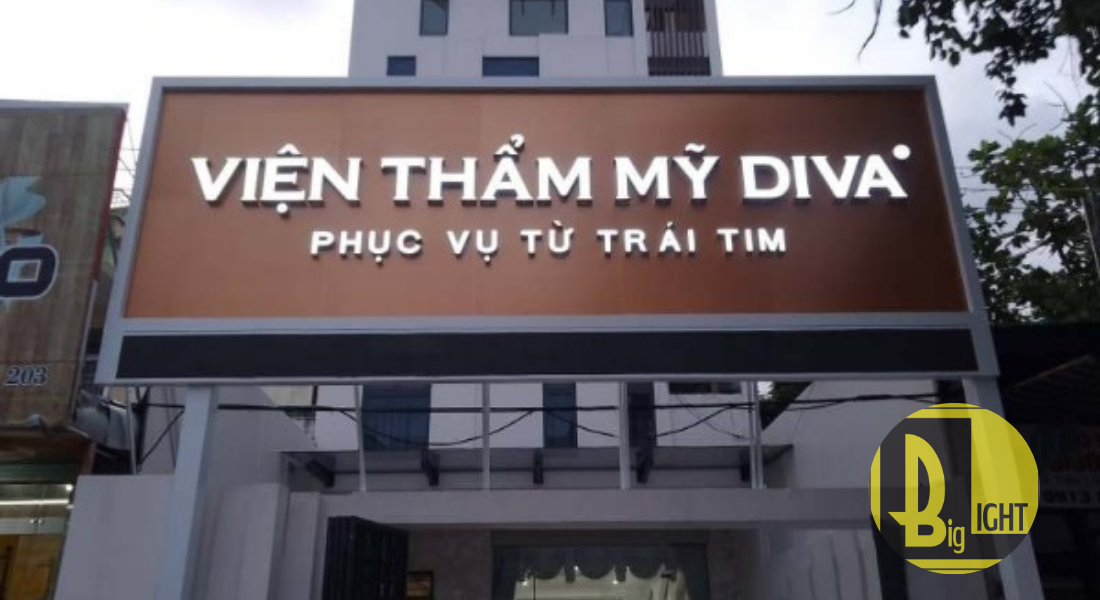 VIỆN THẨM MỸ DIVA
PHỤC VỤ TỪ TRÁI TIM
203
Big LIGHT